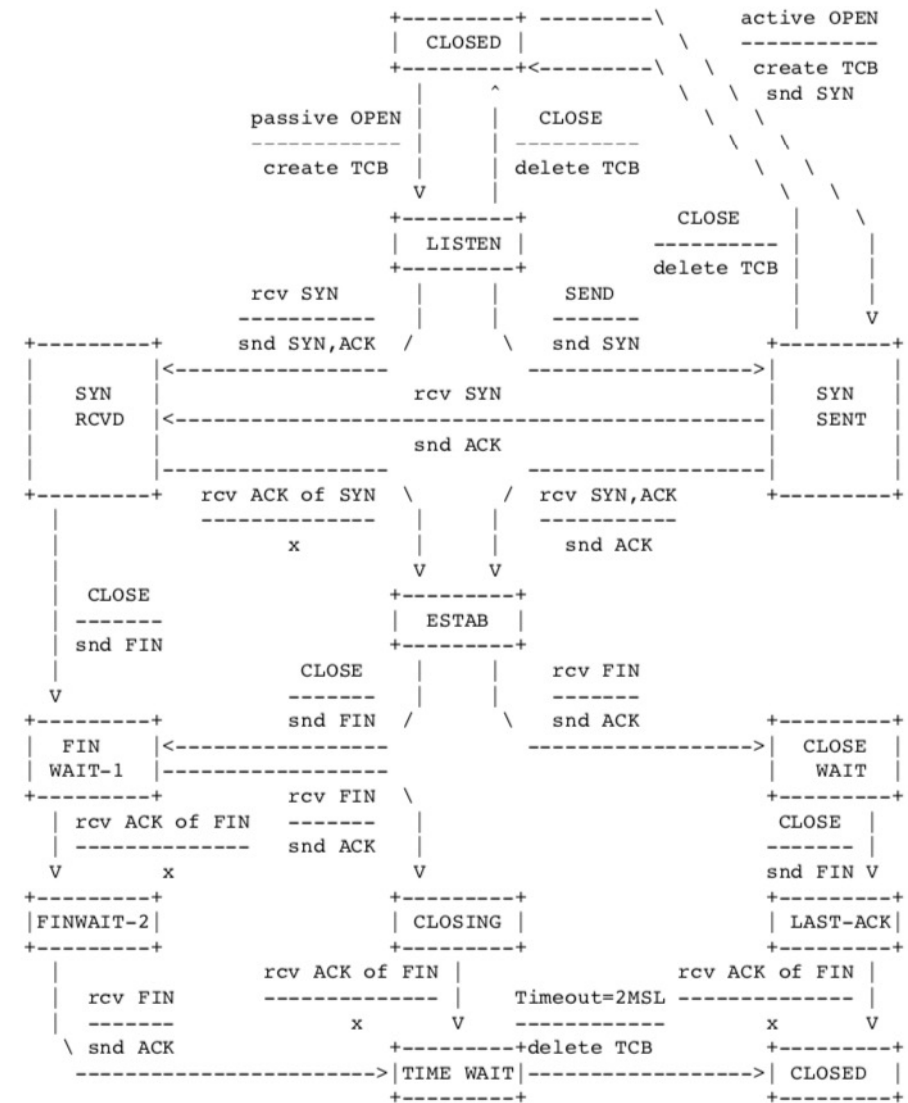 +---------+ ---------\ active OPEN
| CLOSED | \ -----------
+---------+<---------\ \ create TCB
| ^ \ \ snd SYN
passive OPEN | | CLOSE \ \
------------ | | ---------- \ \
create TCB | | delete TCB \ \
V | \ \
+---------+ CLOSE | \
| LISTEN | ---------- | |
+---------+ delete TCB | |
rcv SYN | | SEND | |
----------- | | ------- | V
+---------+ snd SYN,ACK / \ snd SYN +---------+
| |<----------------- ------------------>| |
| SYN | rcv SYN | SYN |
| RCVD |<-----------------------------------------------| SENT |
| | snd ACK | |
| |------------------ -------------------| |
+---------+ rcv ACK of SYN \ / rcv SYN,ACK +---------+
| -------------- | | -----------
| x | | snd ACK
| V V
| CLOSE +---------+
| ------- | ESTAB |
| snd FIN +---------+
| CLOSE | | rcv FIN
V ------- | | -------
+---------+ snd FIN / \ snd ACK +---------+
| FIN |<----------------- ------------------>| CLOSE |
| WAIT-1 |------------------ | WAIT |
+---------+ rcv FIN \ +---------+
| rcv ACK of FIN ------- | CLOSE |
| -------------- snd ACK | ------- |
V x V snd FIN V
+---------+ +---------+ +---------+
|FINWAIT-2| | CLOSING | | LAST-ACK|
+---------+ +---------+ +---------+
| rcv ACK of FIN | rcv ACK of FIN |
| rcv FIN -------------- | Timeout=2MSL -------------- |
| ------- x V ------------ x V
\ snd ACK +---------+delete TCB +---------+
------------------------>|TIME WAIT|------------------>| CLOSED |
+---------+ +---------+